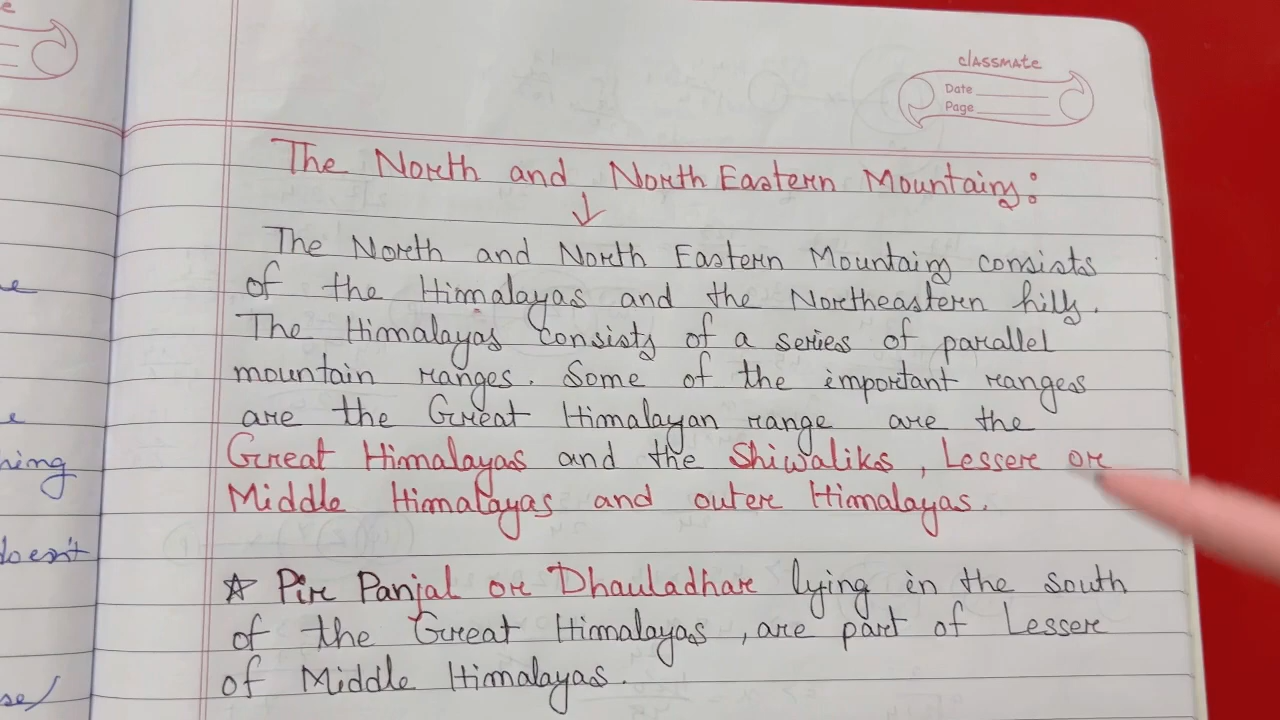 classmate
Date
Page
The North and North Eastern Mountains:
↓
The North and North Eastern Mountains consists
of the Himalayas and the Northeastern hills.
The Himalayas consists of a series of parallel
mountain ranges. Some of the important ranges
are the Great Himalayan range are the
Great Himalayas and the Shiwaliks, Lesser or
Middle Himalayas and outer Himalayas.
☆ Pir Panjal or Dhauladhar lying in the south
of the Great Himalayas, are part of Lesser
of Middle Himalayas.
doesn't